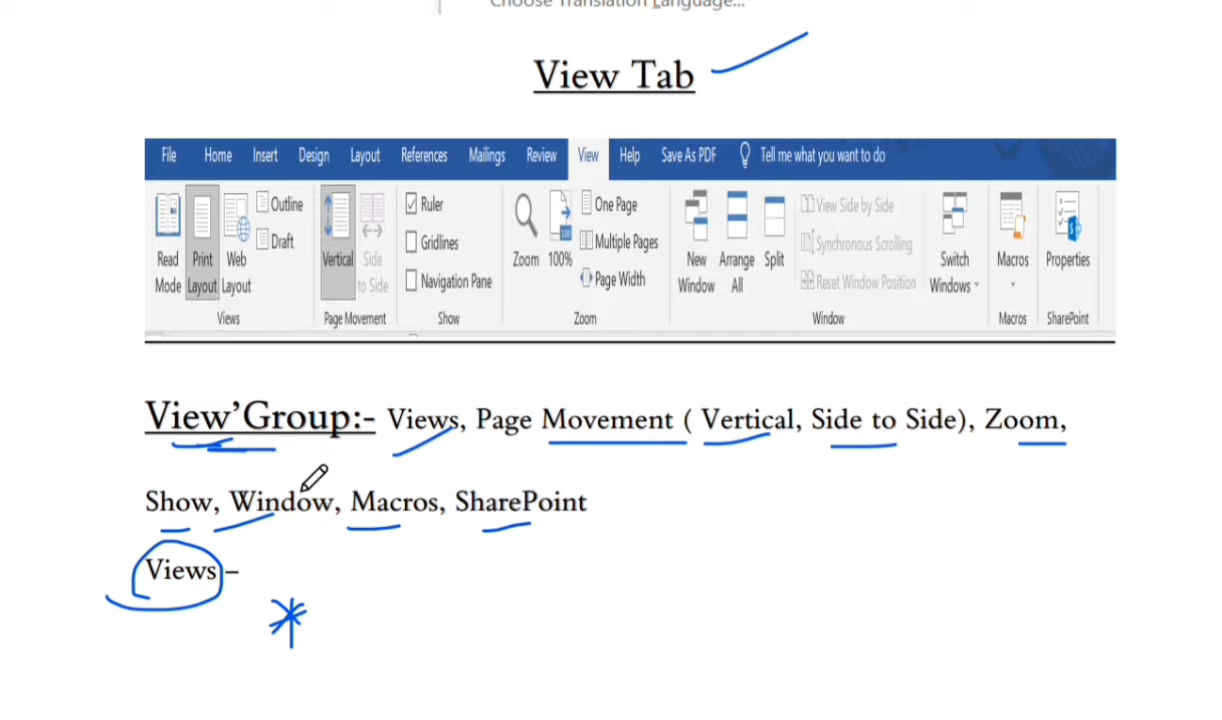 Choose Translation Language...
View Tab
File Home Insert Design Layout References Mailings Review View Help Save As PDF Tell me what you want to do
Read Mode
Print Layout
Web Layout
Outline
Draft
Views
Vertical
Side to Side
Page Movement
Ruler
Gridlines
Navigation Pane
Show
Zoom
100%
One Page
Multiple Pages
Page Width
Zoom
New Window
Arrange All
Split
View Side by Side
Synchronous Scrolling
Reset Window Position
Switch Windows
Window
Macros
Macros
Properties
SharePoint
View’Group:- Views, Page Movement ( Vertical, Side to Side), Zoom,
Show, Window, Macros, SharePoint
Views–